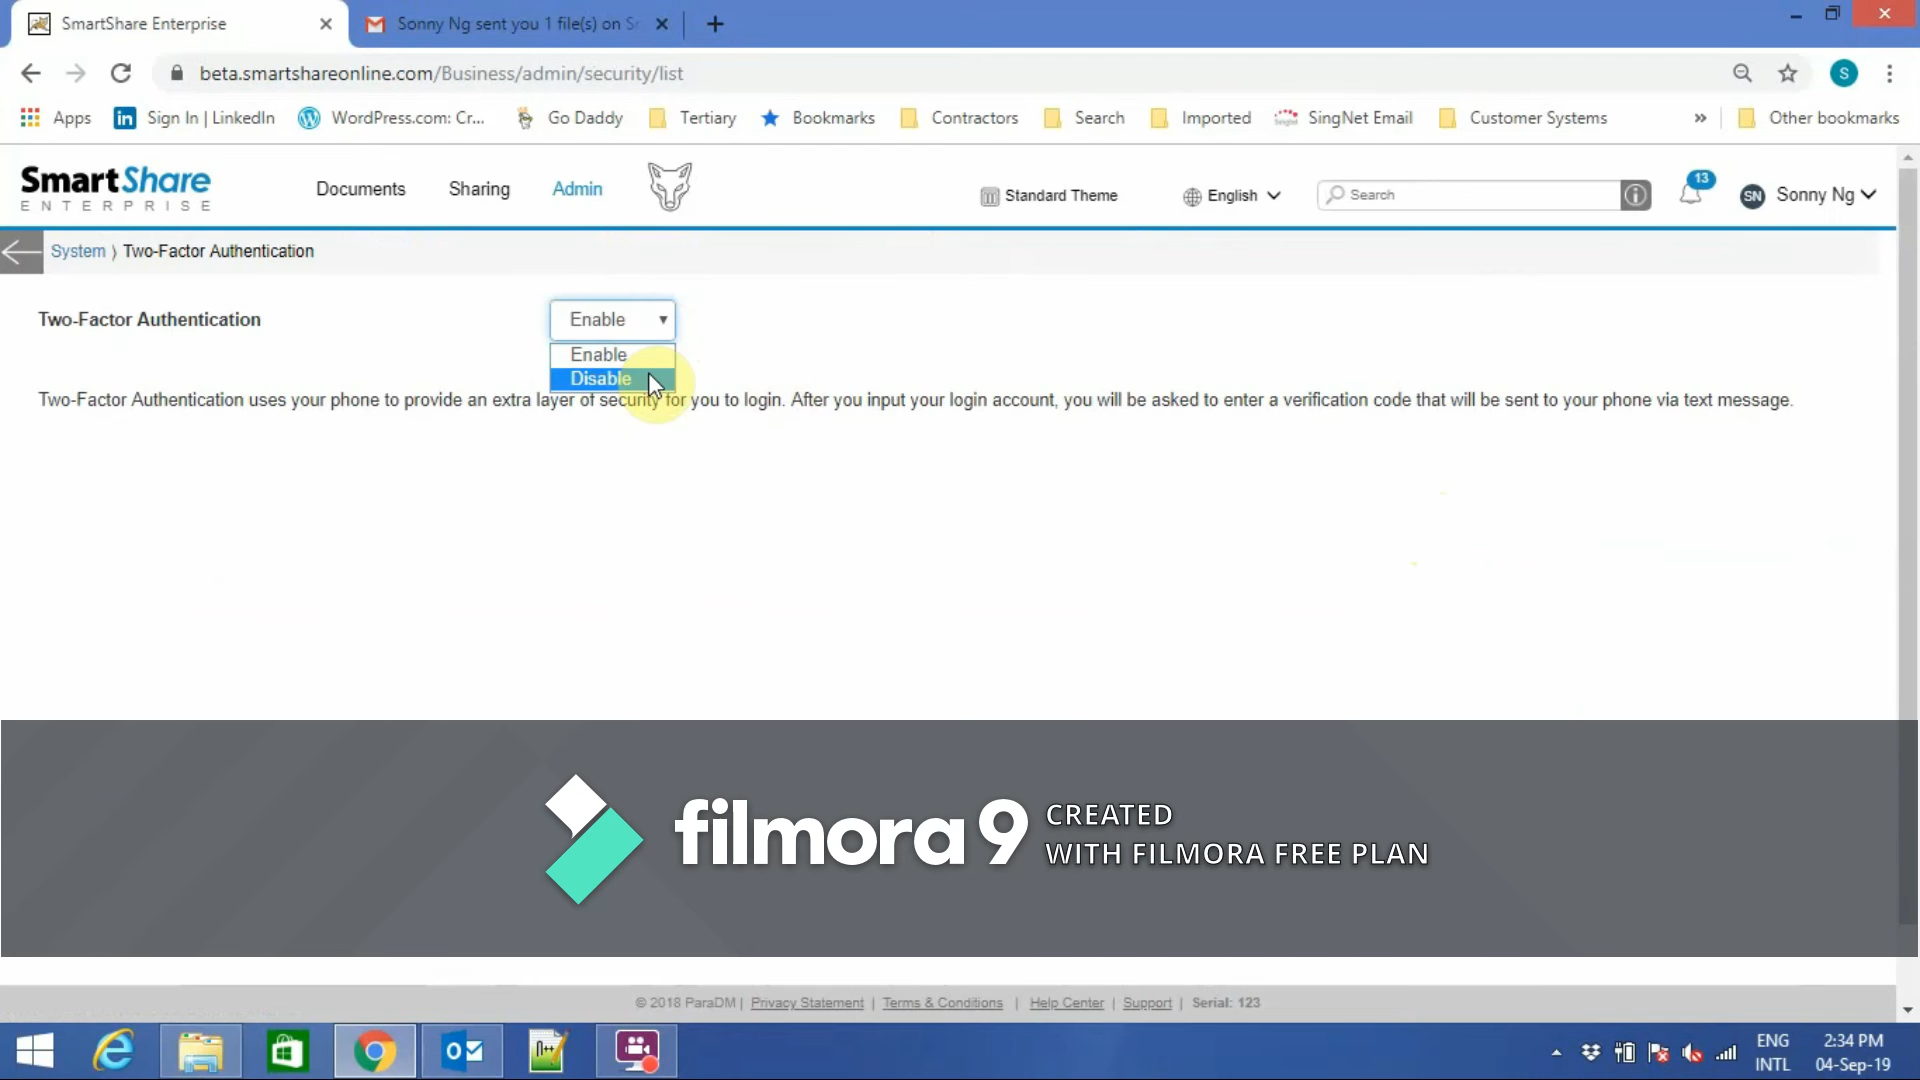 SmartShare Enterprise
Sonny Ng sent you 1 file(s) on S
beta.smartshareonline.com/Business/admin/security/list
S
Apps
in Sign In | LinkedIn
WordPress.com: Cr...
Go Daddy
Tertiary
Bookmarks
Contractors
Search
Imported
SingNet Email
Customer Systems
»
Other bookmarks
SmartShare
ENTERPRISE
Documents
Sharing
Admin
Standard Theme
English
Search
13
SN
Sonny Ng
System ⟩ Two-Factor Authentication
Two-Factor Authentication
Enable
Enable
Disable
Two-Factor Authentication uses your phone to provide an extra layer of security for you to login. After you input your login account, you will be asked to enter a verification code that will be sent to your phone via text message.
filmora9
CREATED
WITH FILMORA FREE PLAN
© 2018 ParaDM | Privacy Statement | Terms & Conditions | Help Center | Support | Serial: 123
ENG
INTL
2:34 PM
04-Sep-19